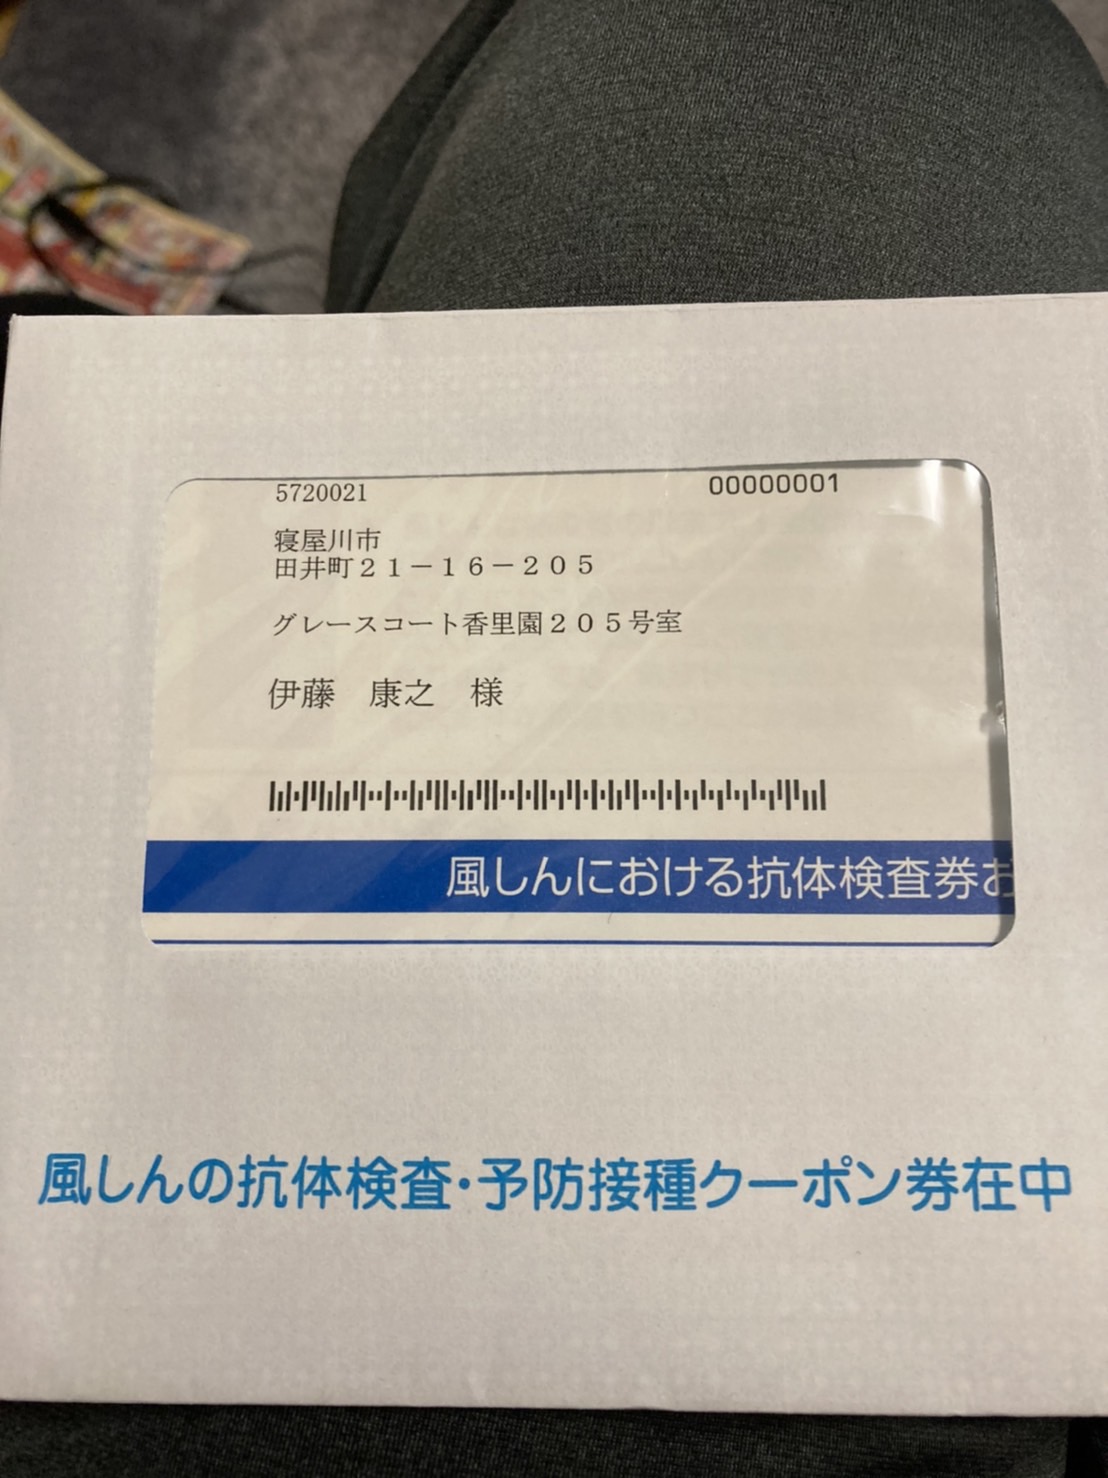 5720021
00000001
寝屋川市
田井町２１－１６－２０５
グレースコート香里園２０５号室
伊藤　康之　様
風しんにおける抗体検査券お
風しんの抗体検査・予防接種クーポン券在中